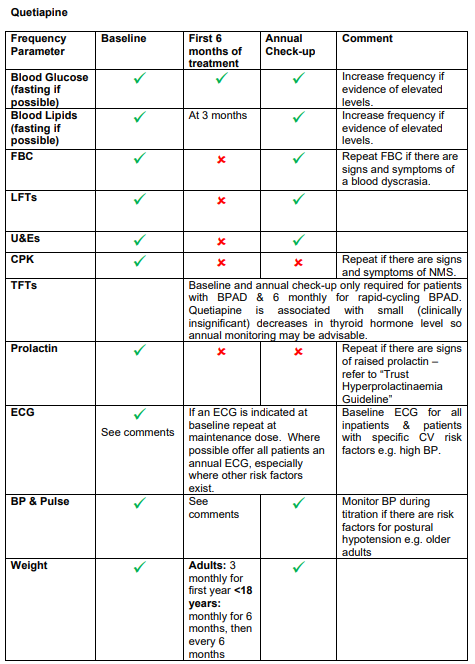 Quetiapine
Frequency
Parameter
Baseline
First 6
months of
treatment
Annual
Check-up
Comment
Blood Glucose
(fasting if
possible)
✓
✓
✓
Increase frequency if
evidence of elevated
levels.
Blood Lipids
(fasting if
possible)
✓
At 3 months
✓
Increase frequency if
evidence of elevated
levels.
FBC
✓
✘
✓
Repeat FBC if there are
signs and symptoms of
a blood dyscrasia.
LFTs
✓
✘
✓
U&Es
✓
✘
✓
CPK
✓
✘
✘
Repeat if there are signs
and symptoms of NMS.
TFTs
Baseline and annual check-up only required for patients
with BPAD & 6 monthly for rapid-cycling BPAD.
Quetiapine is associated with small (clinically
insignificant) decreases in thyroid hormone level so
annual monitoring may be advisable.
Prolactin
✓
✘
✘
Repeat if there are signs
of raised prolactin –
refer to “Trust
Hyperprolactinaemia
Guideline”
ECG
✓
See comments
If an ECG is indicated at
baseline repeat at
maintenance dose. Where
possible offer all patients an
annual ECG, especially
where other risk factors
exist.
Baseline ECG for all
inpatients & patients
with specific CV risk
factors e.g. high BP.
BP & Pulse
✓
See
comments
✓
Monitor BP during
titration if there are risk
factors for postural
hypotension e.g. older
adults
Weight
✓
Adults: 3
monthly for
first year <18
years:
monthly for 6
months, then
every 6
months
✓